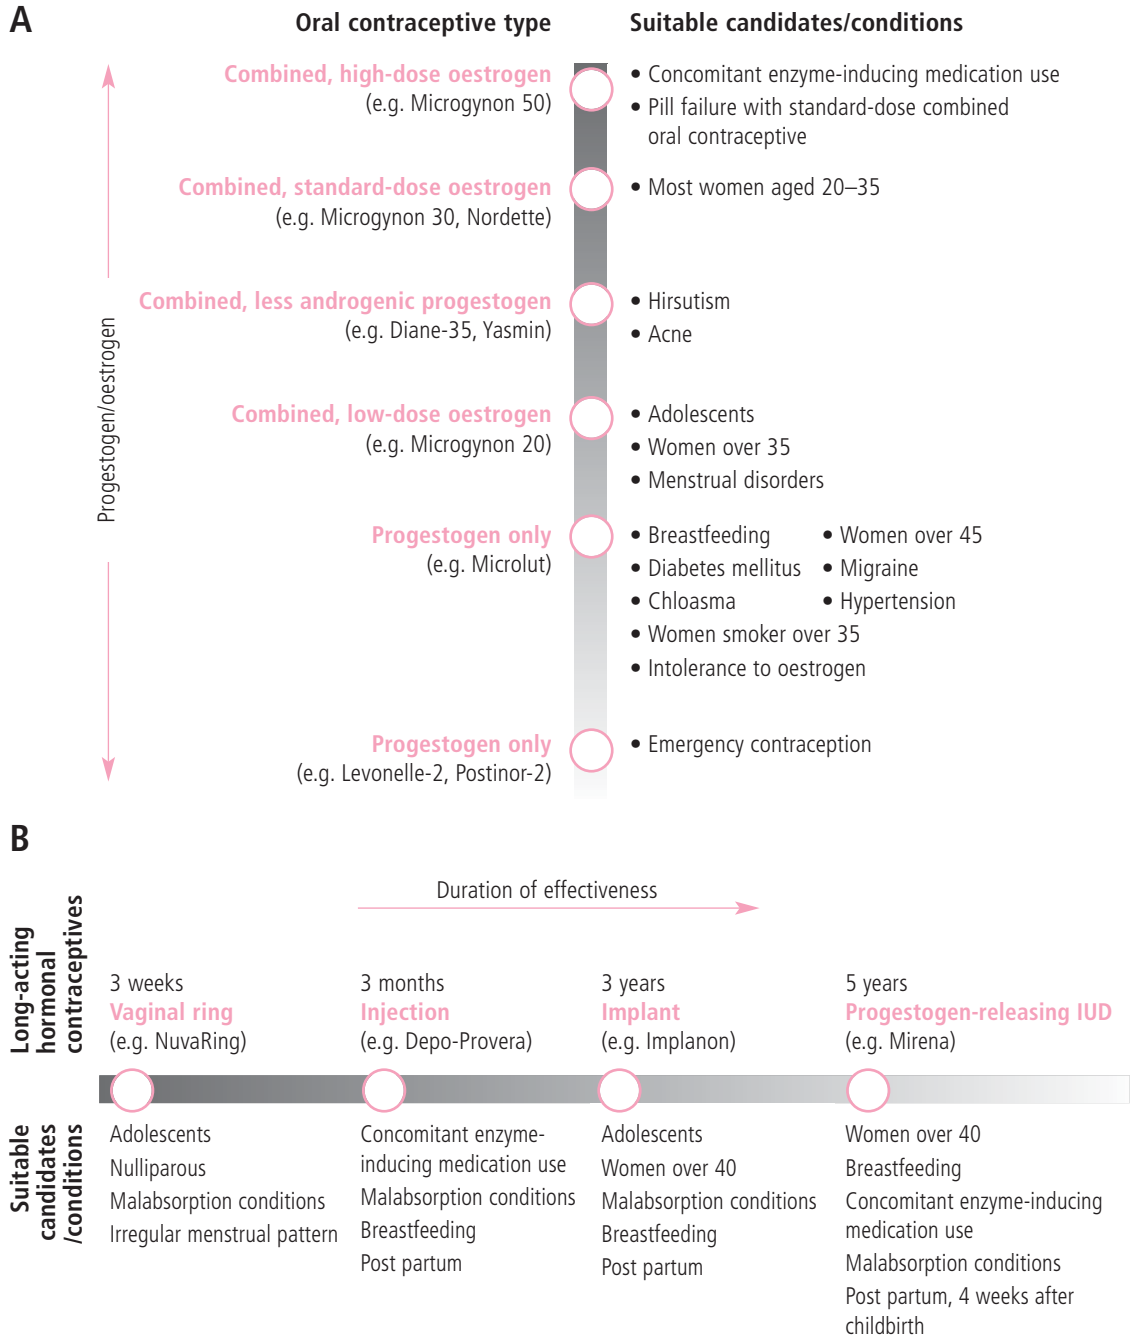 A
Oral contraceptive type
Suitable candidates/conditions
Progestogen/oestrogen
Combined, high-dose oestrogen
(e.g. Microgynon 50)
• Concomitant enzyme-inducing medication use
• Pill failure with standard-dose combined
oral contraceptive
Combined, standard-dose oestrogen
(e.g. Microgynon 30, Nordette)
• Most women aged 20–35
Combined, less androgenic progestogen
(e.g. Diane-35, Yasmin)
• Hirsutism
• Acne
Combined, low-dose oestrogen
(e.g. Microgynon 20)
• Adolescents
• Women over 35
• Menstrual disorders
Progestogen only
(e.g. Microlut)
• Breastfeeding
• Diabetes mellitus
• Chloasma
• Women smoker over 35
• Intolerance to oestrogen
• Women over 45
• Migraine
• Hypertension
Progestogen only
(e.g. Levonelle-2, Postinor-2)
• Emergency contraception
B
Duration of effectiveness
Long-acting
hormonal
contraceptives
3 weeks
Vaginal ring
(e.g. NuvaRing)
3 months
Injection
(e.g. Depo-Provera)
3 years
Implant
(e.g. Implanon)
5 years
Progestogen-releasing IUD
(e.g. Mirena)
Suitable
candidates
/conditions
Adolescents
Nulliparous
Malabsorption conditions
Irregular menstrual pattern
Concomitant enzyme-
inducing medication use
Malabsorption conditions
Breastfeeding
Post partum
Adolescents
Women over 40
Malabsorption conditions
Breastfeeding
Post partum
Women over 40
Breastfeeding
Concomitant enzyme-inducing
medication use
Malabsorption conditions
Post partum, 4 weeks after
childbirth